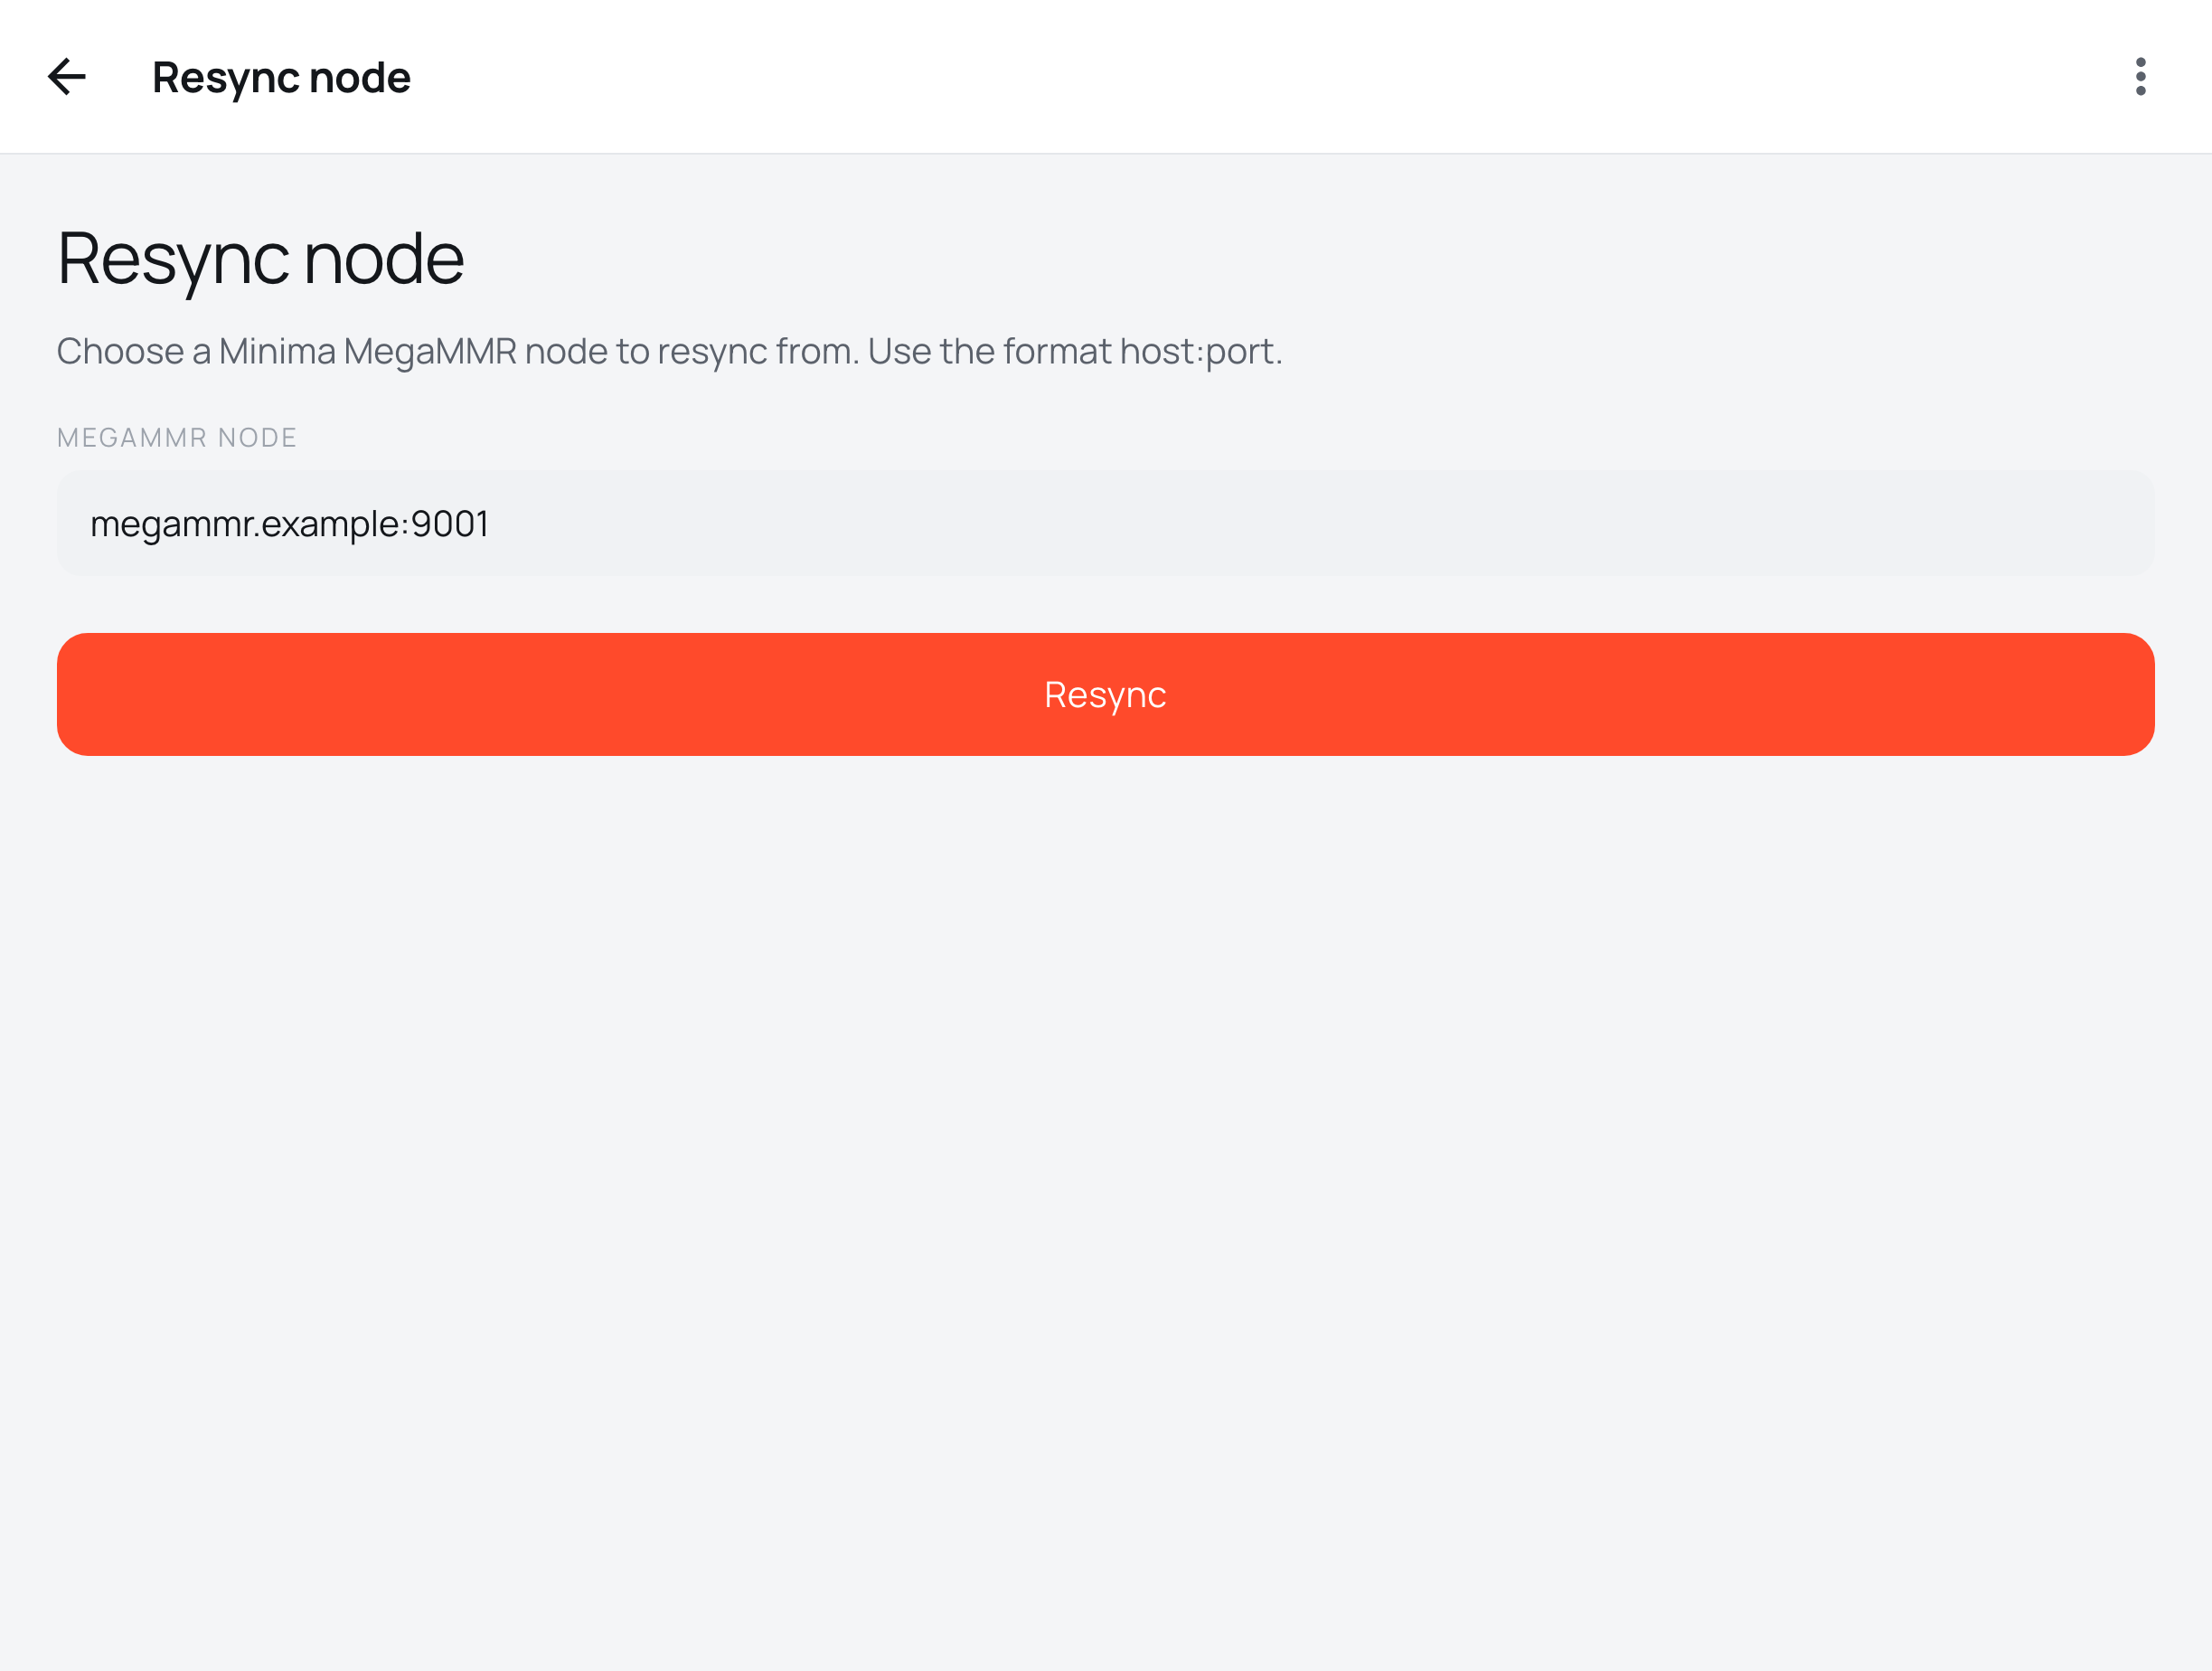 Resync node
Resync node
Choose a Minima MegaMMR node to resync from. Use the format host:port.
MEGAMMR NODE
megammr.example:9001
Resync